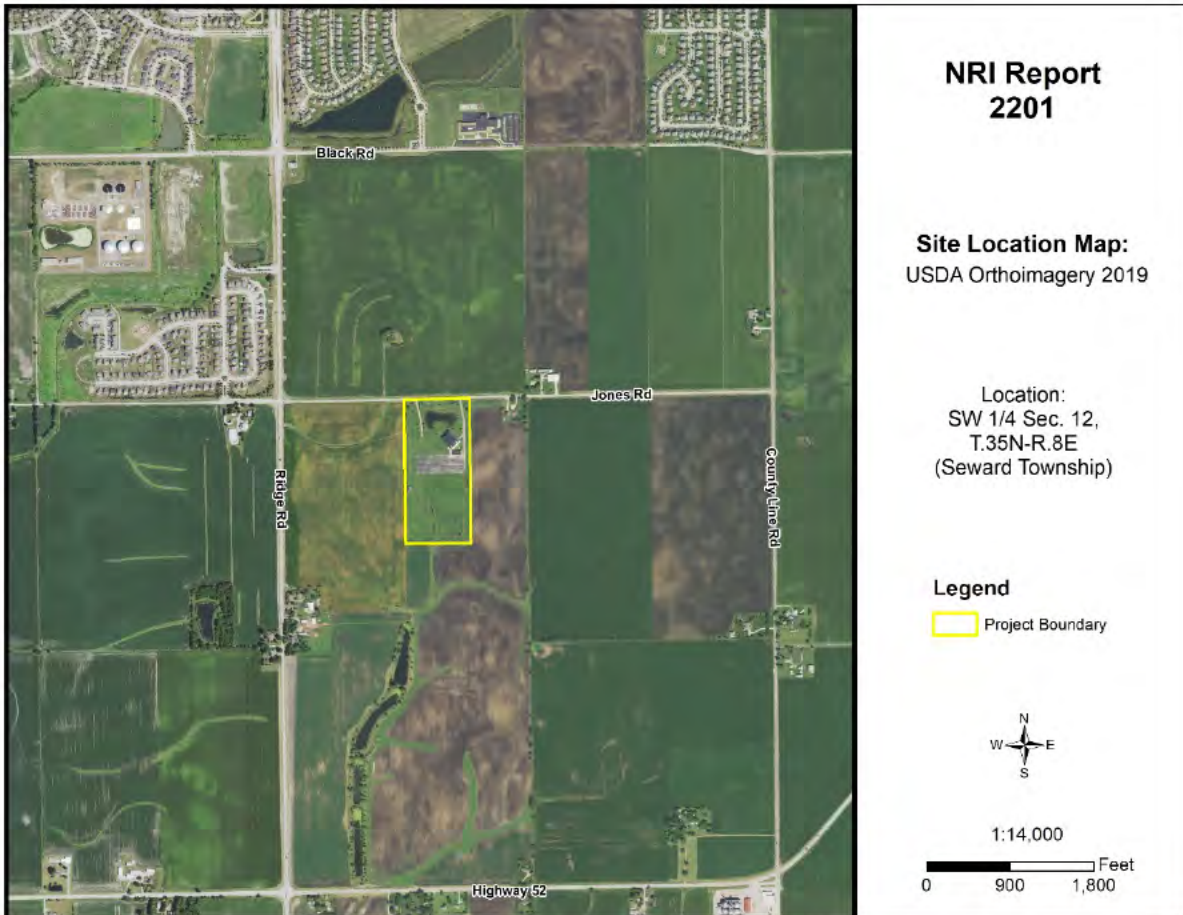 Black Rd
Jones Rd
Ridge Rd
County Line Rd
Highway 52
NRI Report
2201
Site Location Map:
USDA Orthoimagery 2019
Location:
SW 1/4 Sec. 12,
T.35N-R.8E
(Seward Township)
Legend
Project Boundary
N
W E
S
1:14,000
Feet
0 900 1,800